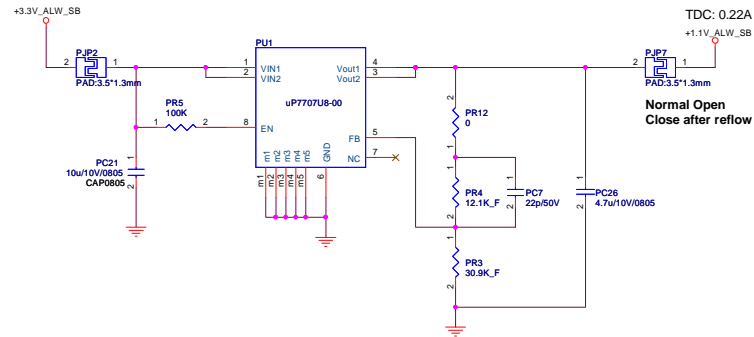 +3.3V_ALW_SB
TDC: 0.22A
+1.1V_ALW_SB
PJP2
2
1
PAD:3.5*1.3mm
PU1
1
VIN1
2
VIN2
Vout1
4
Vout2
3
uP7707U8-00
PJP7
2
1
PAD:3.5*1.3mm
Normal Open
Close after reflow
PR5
100K
1
2
8
EN
FB
5
NC
7
m1
m2
m3
m4
m5
GND
m1
m2
m3
m4
m5
6
PC21
10u/10V/0805
CAP0805
1
2
2
PR12
0
1
1
PR4
12.1K_F
2
1
PC7
22p/50V
2
1
PC26
4.7u/10V/0805
2
1
PR3
30.9K_F
2